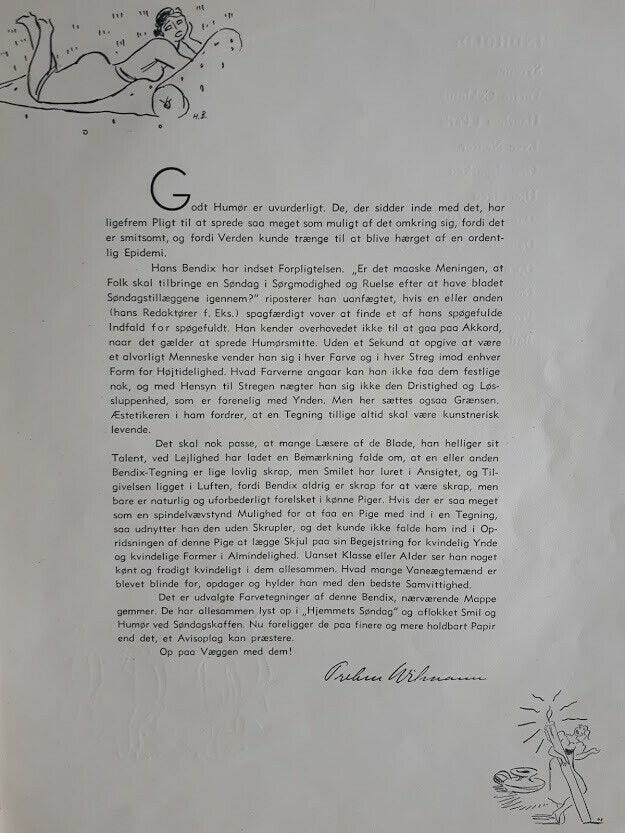 H.B.
Godt Humør er uvurderligt. De, der sidder inde med det, har
ligefrem Pligt til at sprede saa meget som muligt af det omkring sig, fordi det
er smitsomt, og fordi Verden kunde trænge til at blive hærget af en ordent-
lig Epidemi.
Hans Bendix har indset Forpligtelsen. „Er det maaske Meningen, at
Folk skal tilbringe en Søndag i Sørgmodighed og Ruelse efter at have bladet
Søndagstillæggene igennem?" riposterer han uanfægtet, hvis en eller anden
(hans Redaktører f. Eks.) spagfærdigt vover at finde et af hans spøgefulde
Indfald for spøgefuldt. Han kender overhovedet ikke til at gaa paa Akkord,
naar det gælder at sprede Humørsmitte. Uden et Sekund at opgive at være
et alvorligt Menneske vender han sig i hver Farve og i hver Streg imod enhver
Form for Højtidelighed. Hvad Farverne angaar kan han ikke faa dem festlige
nok, og med Hensyn til Stregen nægter han sig ikke den Dristighed og Løs-
sluppenhed, som er forenelig med Ynden. Men her sættes ogsaa Grænsen.
Æstetikeren i ham fordrer, at en Tegning tillige altid skal være kunstnerisk
levende.
Det skal nok passe, at mange Læsere af de Blade, han helliger sit
Talent, ved Lejlighed har ladet en Bemærkning falde om, at en eller anden
Bendix-Tegning er lige lovlig skrap, men Smilet har luret i Ansigtet, og Til-
givelsen ligget i Luften, fordi Bendix aldrig er skrap for at være skrap, men
bare er naturlig og uforbederligt forelsket i kønne Piger. Hvis der er saa meget
som en spindelvævstynd Mulighed for at faa en Pige med ind i en Tegning,
saa udnytter han den uden Skrupler, og det kunde ikke falde ham ind i Op-
ridsningen af denne Pige at lægge Skjul paa sin Begejstring for kvindelig Ynde
og kvindelige Former i Almindelighed. Uanset Klasse eller Alder ser han noget
kønt og frodigt kvindeligt i dem allesammen. Hvad mange Vaneægtemænd er
blevet blinde for, opdager og hylder han med den bedste Samvittighed.
Det er udvalgte Farvetegninger af denne Bendix, nærværende Mappe
gemmer. De har allesammen lyst op i „Hjemmets Søndag" og aflokket Smil og
Humør ved Søndagskaffen. Nu foreligger de paa finere og mere holdbart Papir
end det, et Avisoplag kan præstere.
Op paa Væggen med dem!
Preben Wilmann